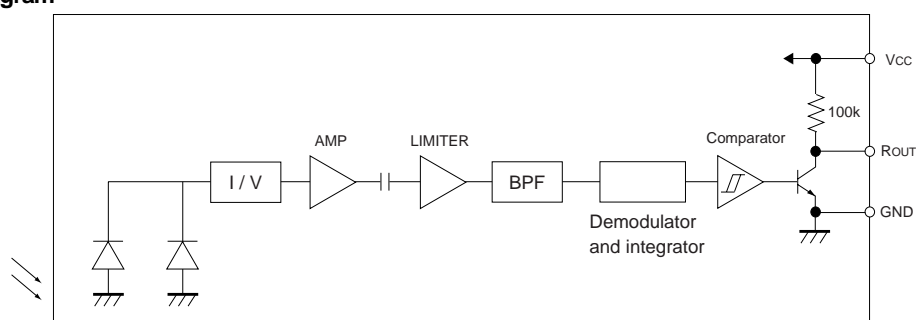 gram
VCC
100k
AMP
LIMITER
Comparator
ROUT
I / V
BPF
GND
Demodulator
and integrator